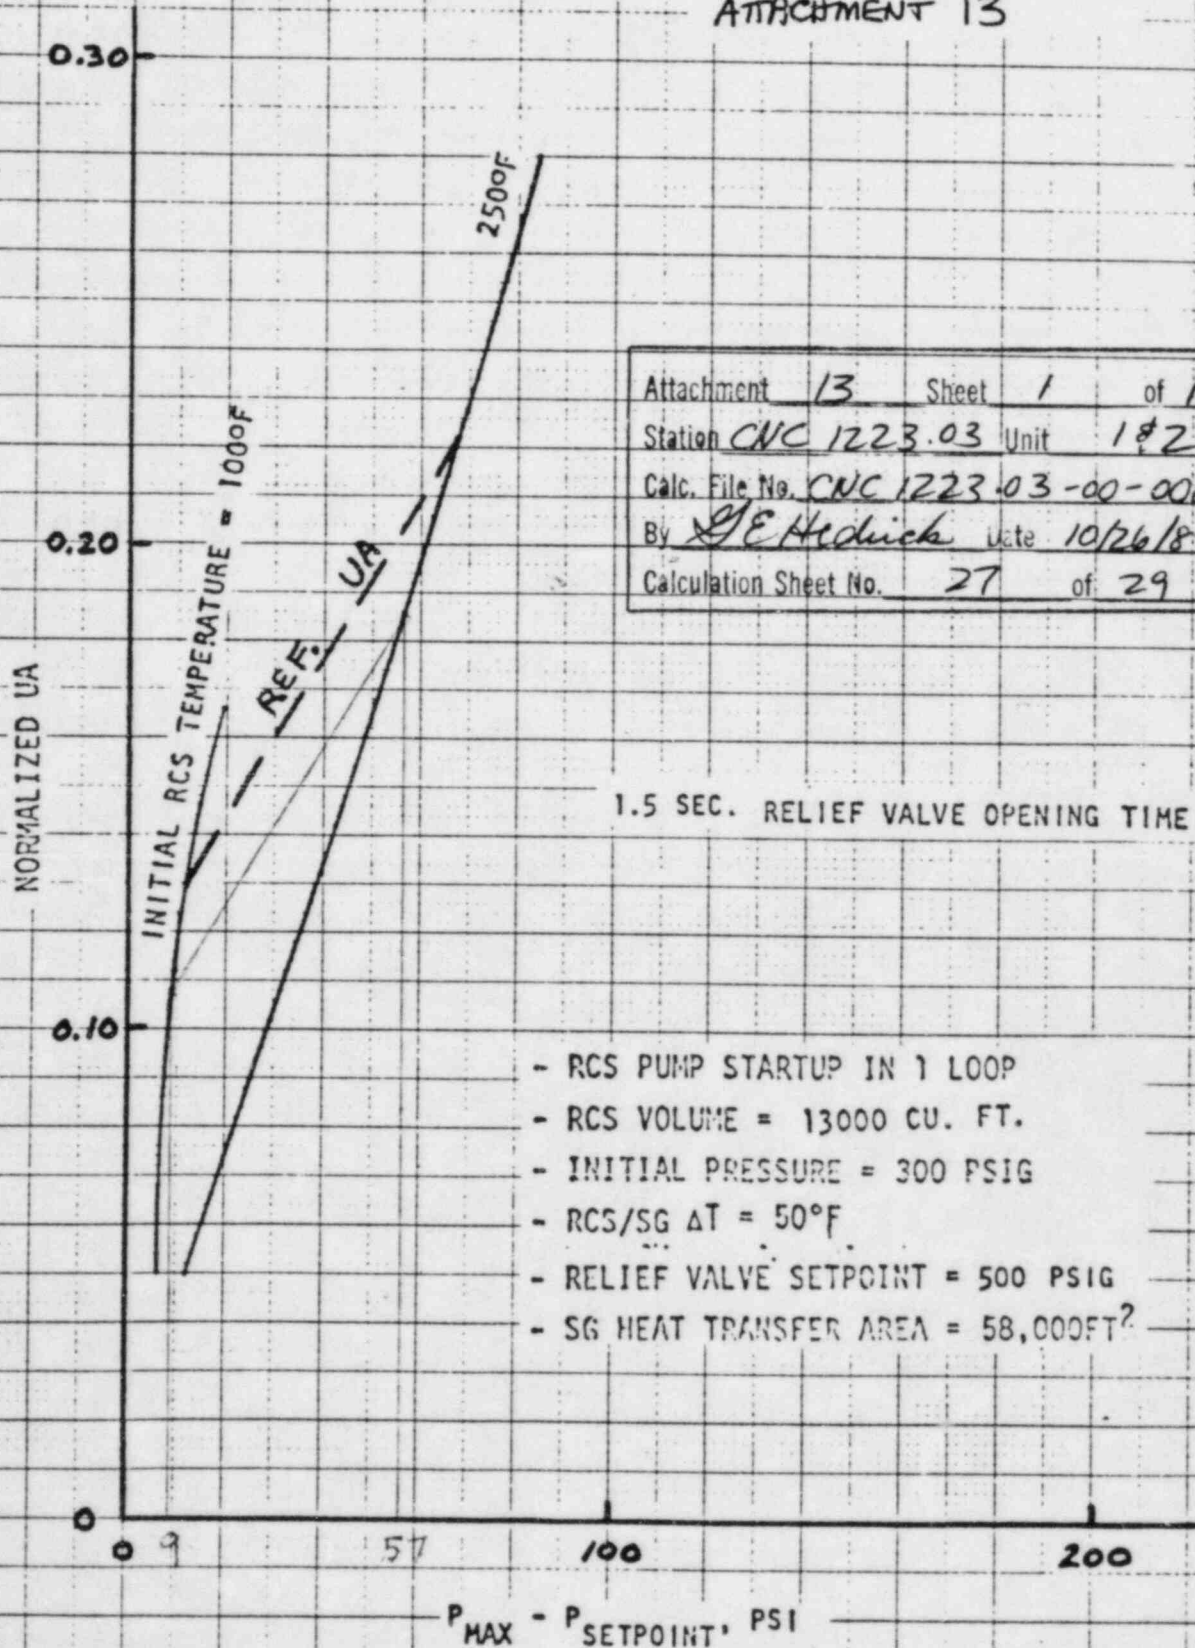 ATTACHMENT 13
0.30
250°F
INITIAL RCS TEMPERATURE = 100°F
Attachment 13 Sheet 1 of
Station CNC 1223.03 Unit 1&2
Calc. File No. CNC 1223.03-00-00
By G E Hedrick Date 10/26/8
Calculation Sheet No. 27 of 29
0.20
REF. UA
NORMALIZED UA
1.5 SEC. RELIEF VALVE OPENING TIME
0.10
- RCS PUMP STARTUP IN 1 LOOP
- RCS VOLUME = 13000 CU. FT.
- INITIAL PRESSURE = 300 PSIG
- RCS/SG ΔT = 50°F
- RELIEF VALVE SETPOINT = 500 PSIG
- SG HEAT TRANSFER AREA = 58,000FT²
0
0 9 57 100 200
PMAX - PSETPOINT, PSI